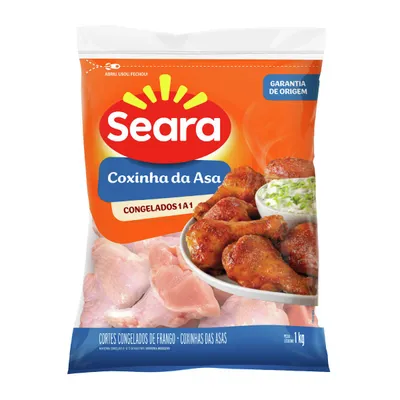 GARANTIA
DE ORIGEM
Seara
Coxinha da Asa
CONGELADOS 1 A 1
CORTES CONGELADOS DE FRANGO - COXINHAS DAS ASAS
1 kg